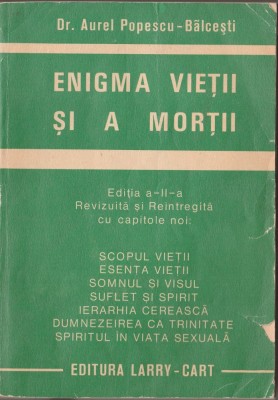 Dr. Aurel Popescu-Bălcești
ENIGMA VIEȚII
ȘI A MORȚII
Ediția a-II-a
Revizuită și Reintregită
cu capitole noi:
SCOPUL VIEȚII
ESENȚA VIEȚII
SOMNUL ȘI VISUL
SUFLET ȘI SPIRIT
IERARHIA CEREASCĂ
DUMNEZEIREA CA TRINITATE
SPIRITUL ÎN VIAȚA SEXUALĂ
EDITURA LARRY-CART